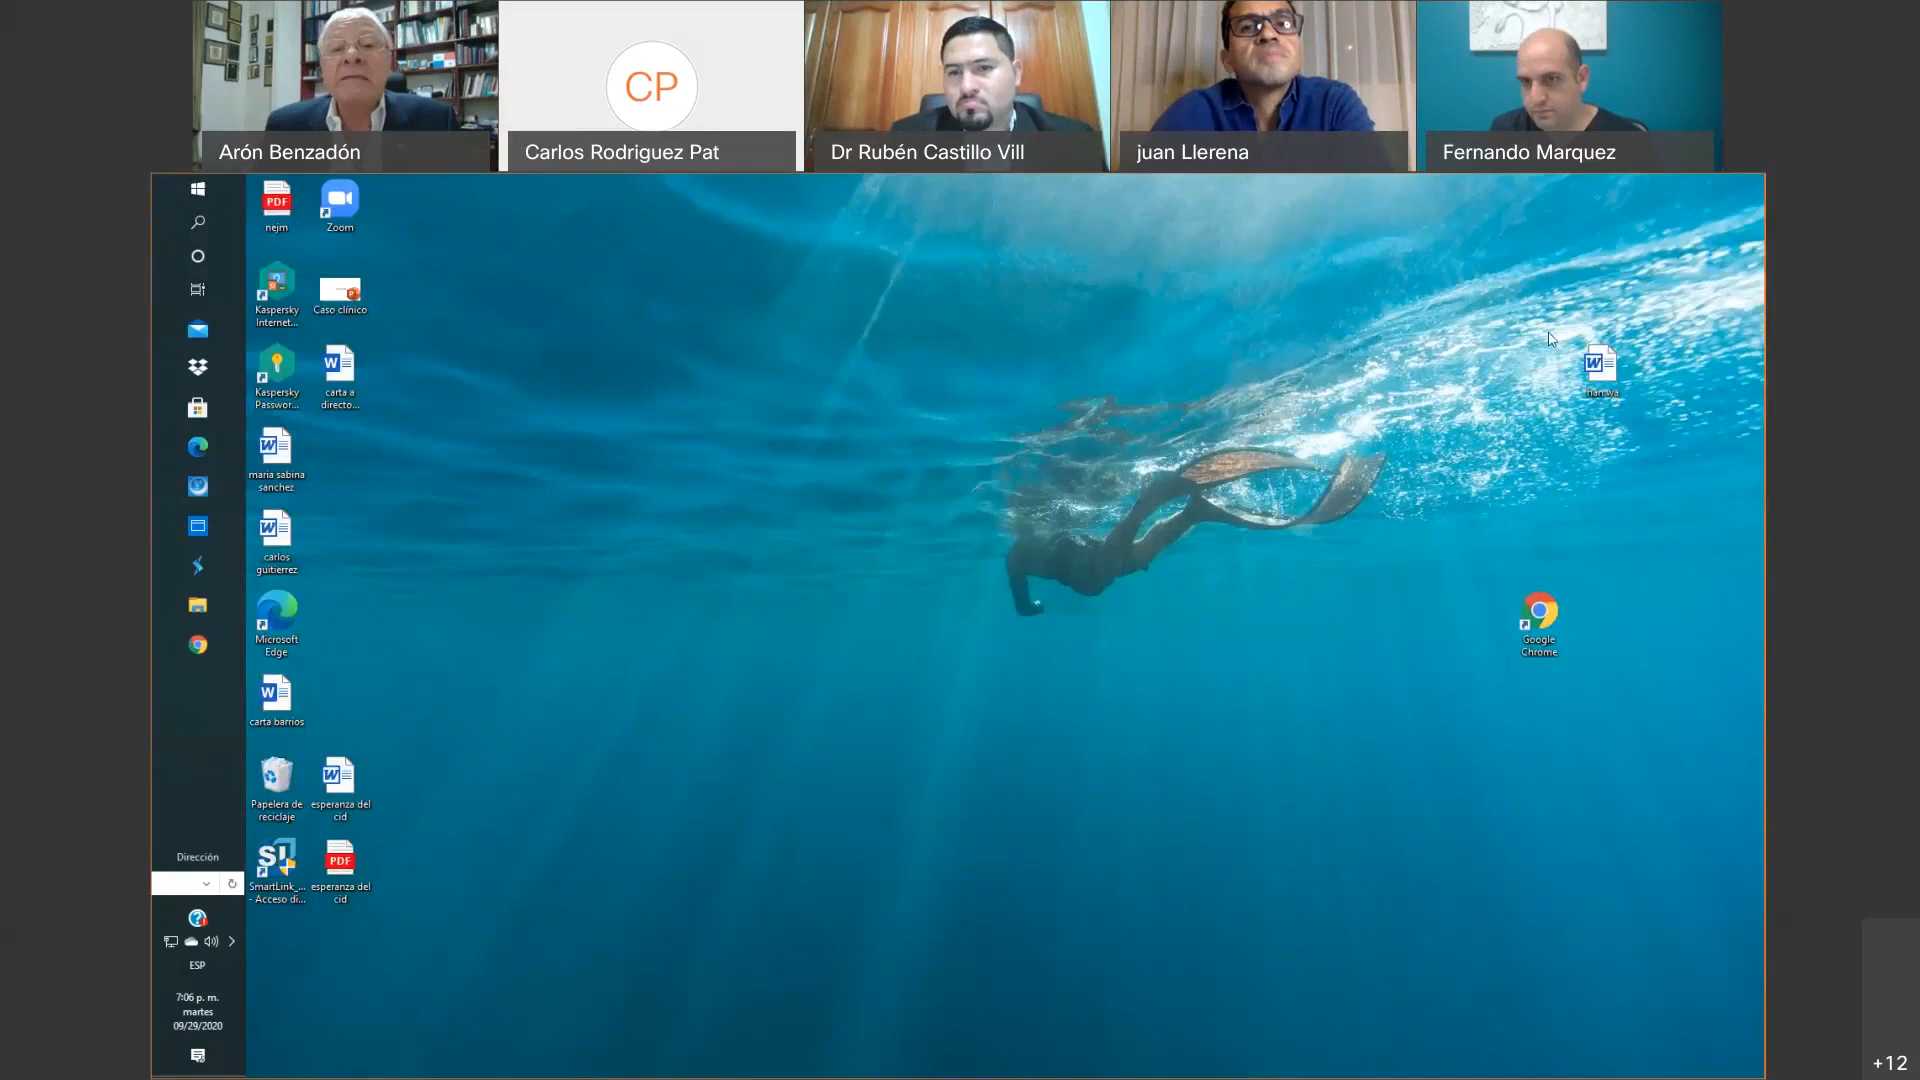 Arón Benzadón
CP
Carlos Rodriguez Pat
Dr Rubén Castillo Vill
juan Llerena
Fernando Marquez
PDF
nejm
Zoom
Kaspersky
Internet...
Caso clínico
Kaspersky
Passwor...
carta a
directo...
maria sabina
sanchez
carlos
guitierrez
Microsoft
Edge
carta barrios
Papelera de
reciclaje
esperanza del
cid
SmartLink_...
- Acceso di...
PDF
esperanza del
cid
Google
Chrome
Dirección
ESP
7:06 p. m.
martes
09/29/2020
+12